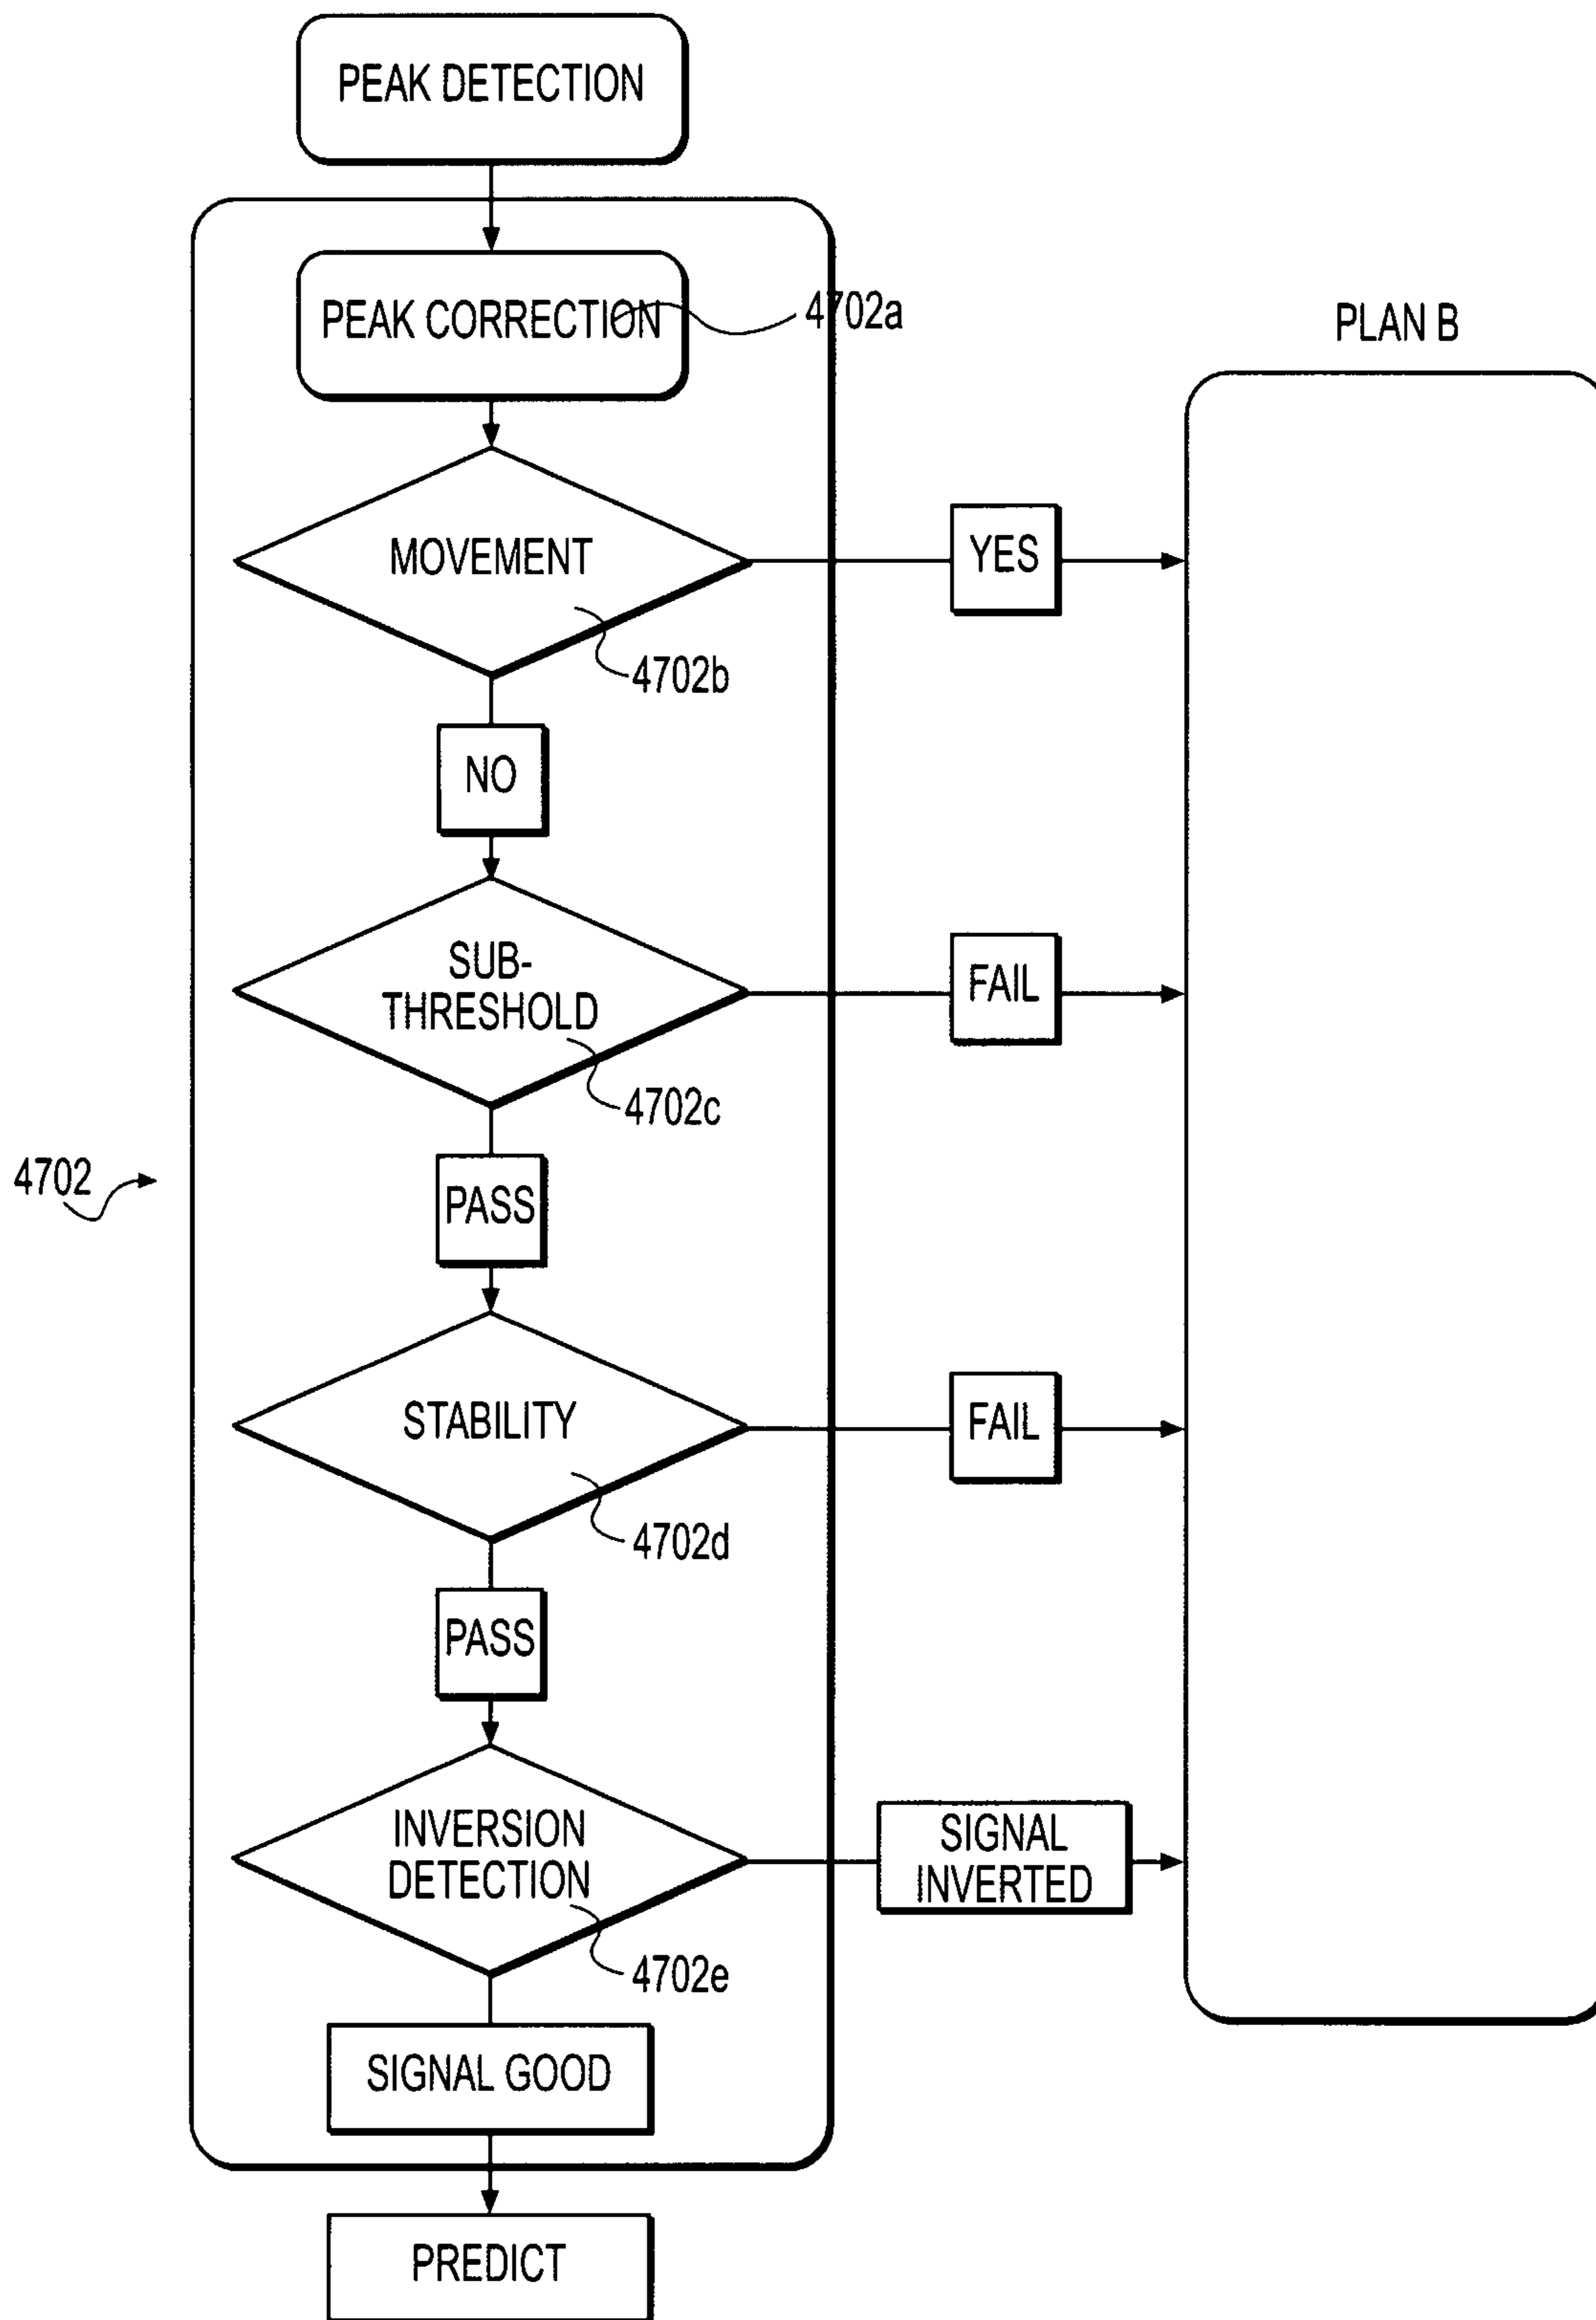 PEAK DETECTION
PEAK CORRECTION
4702a
PLAN B
MOVEMENT
YES
4702b
NO
SUB-
THRESHOLD
FAIL
4702c
4702
PASS
STABILITY
FAIL
4702d
PASS
INVERSION
DETECTION
SIGNAL
INVERTED
4702e
SIGNAL GOOD
PREDICT